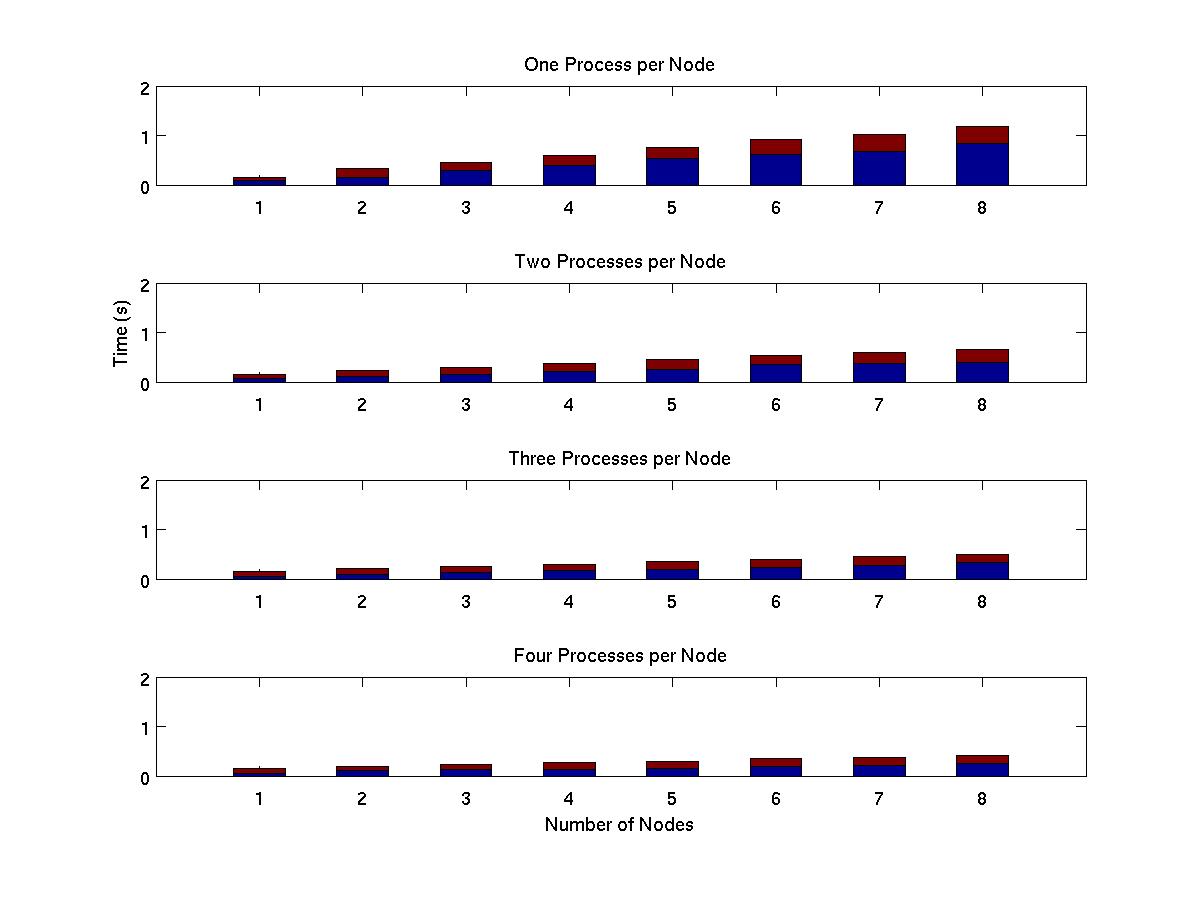 One Process per Node
2
1
0
1 2 3 4 5 6 7 8
Two Processes per Node
2
1
0
Time (s)
1 2 3 4 5 6 7 8
Three Processes per Node
2
1
0
1 2 3 4 5 6 7 8
Four Processes per Node
2
1
0
1 2 3 4 5 6 7 8
Number of Nodes